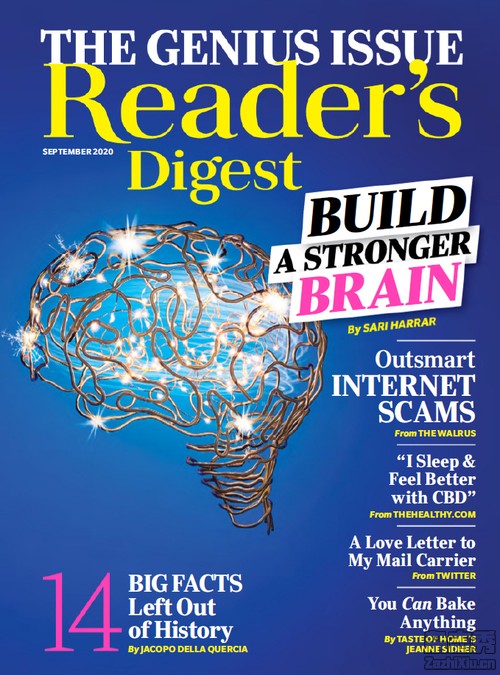 THE GENIUS ISSUE
Reader's
SEPTEMBER 2020
Digest
BUILD
A STRONGER
BRAIN
By SARI HARRAR
Outsmart
INTERNET
SCAMS
From THE WALRUS
“I Sleep &
Feel Better
with CBD”
From THEHEALTHY.COM
A Love Letter to
My Mail Carrier
From TWITTER
You Can Bake
Anything
By TASTE OF HOME'S
JEANNE SIDNER
14
BIG FACTS
Left Out
of History
By JACOPO DELLA QUERCIA
ZazhiXiu.cn